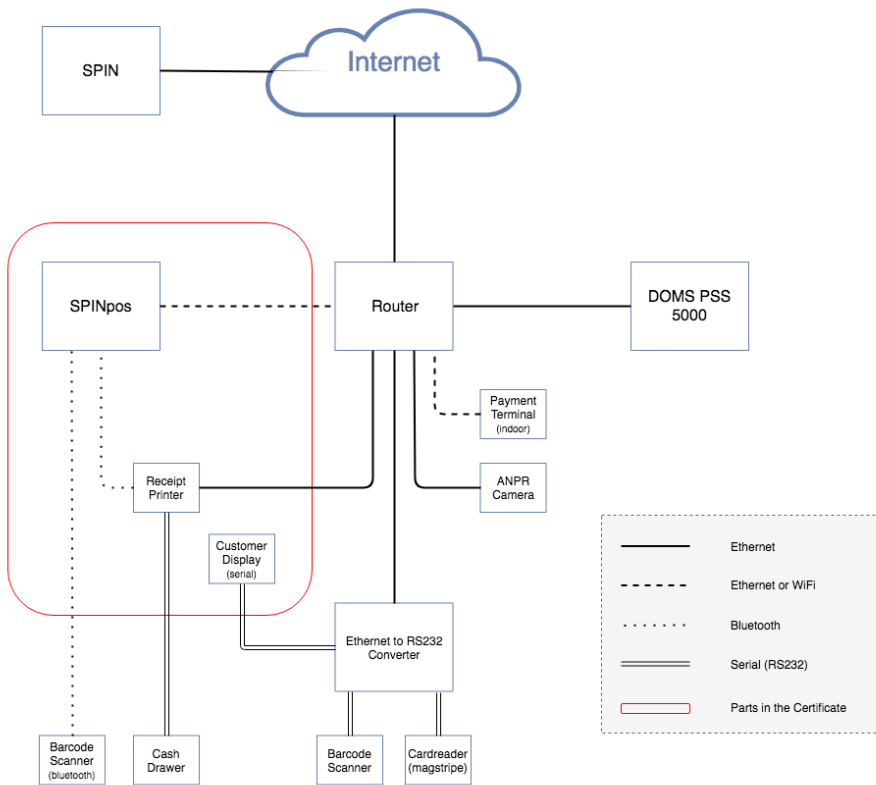 SPIN
Internet
SPINpos
Router
DOMS PSS
5000
Payment
Terminal
(indoor)
Receipt
Printer
ANPR
Camera
Customer
Display
(serial)
Ethernet
Ethernet or WiFi
Bluetooth
Serial (RS232)
Parts in the Certificate
Ethernet to RS232
Converter
Barcode
Scanner
(bluetooth)
Cash
Drawer
Barcode
Scanner
Cardreader
(magstripe)